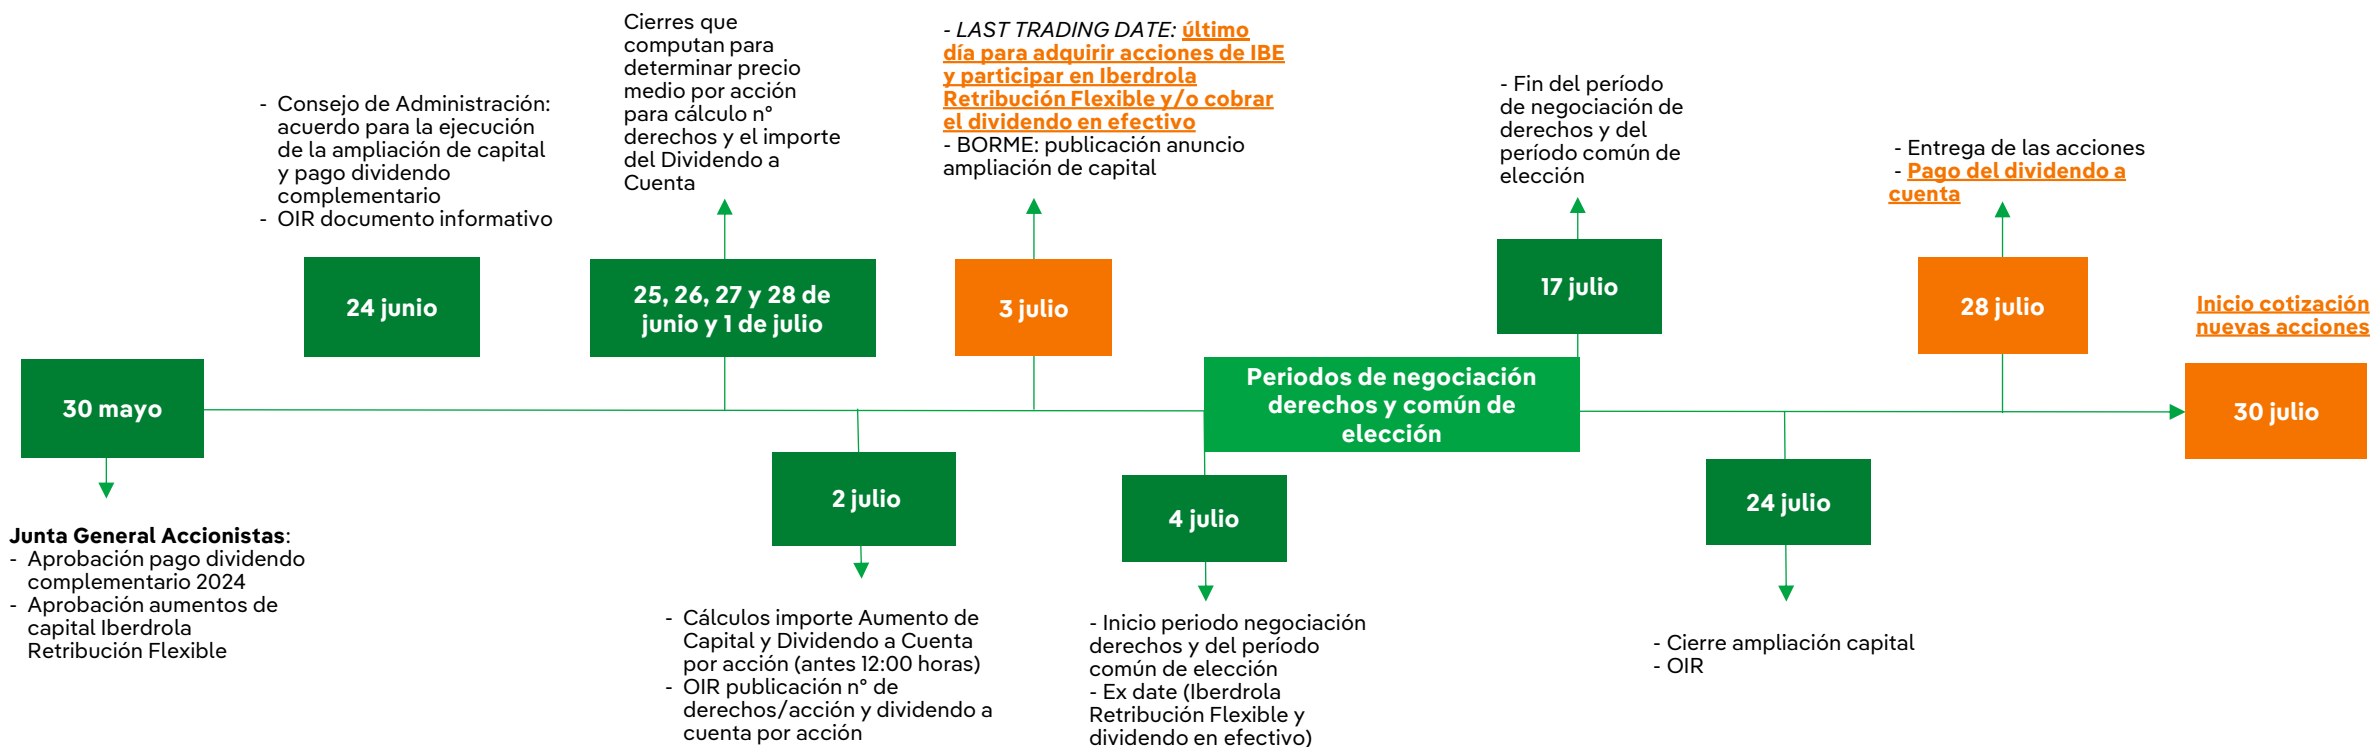 30 mayo
Junta General Accionistas:
- Aprobación pago dividendo
complementario 2024
- Aprobación aumentos de
capital Iberdrola
Retribución Flexible
- Consejo de Administración:
acuerdo para la ejecución
de la ampliación de capital
y pago dividendo
complementario
- OIR documento informativo
24 junio
Cierres que
computan para
determinar precio
medio por acción
para cálculo nº
derechos y el importe
del Dividendo a
Cuenta
25, 26, 27 y 28 de
junio y 1 de julio
2 julio
- Cálculos importe Aumento de
Capital y Dividendo a Cuenta
por acción (antes 12:00 horas)
- OIR publicación nº de
derechos/acción y dividendo a
cuenta por acción
- LAST TRADING DATE: último
día para adquirir acciones de IBE
y participar en Iberdrola
Retribución Flexible y/o cobrar
el dividendo en efectivo
- BORME: publicación anuncio
ampliación de capital
3 julio
4 julio
- Inicio periodo negociación
derechos y del período
común de elección
- Ex date (Iberdrola
Retribución Flexible y
dividendo en efectivo)
Periodos de negociación
derechos y común de
elección
- Fin del período
de negociación de
derechos y del
período común de
elección
17 julio
24 julio
- Cierre ampliación capital
- OIR
- Entrega de las acciones
- Pago del dividendo a
cuenta
28 julio
Inicio cotización
nuevas acciones
30 julio